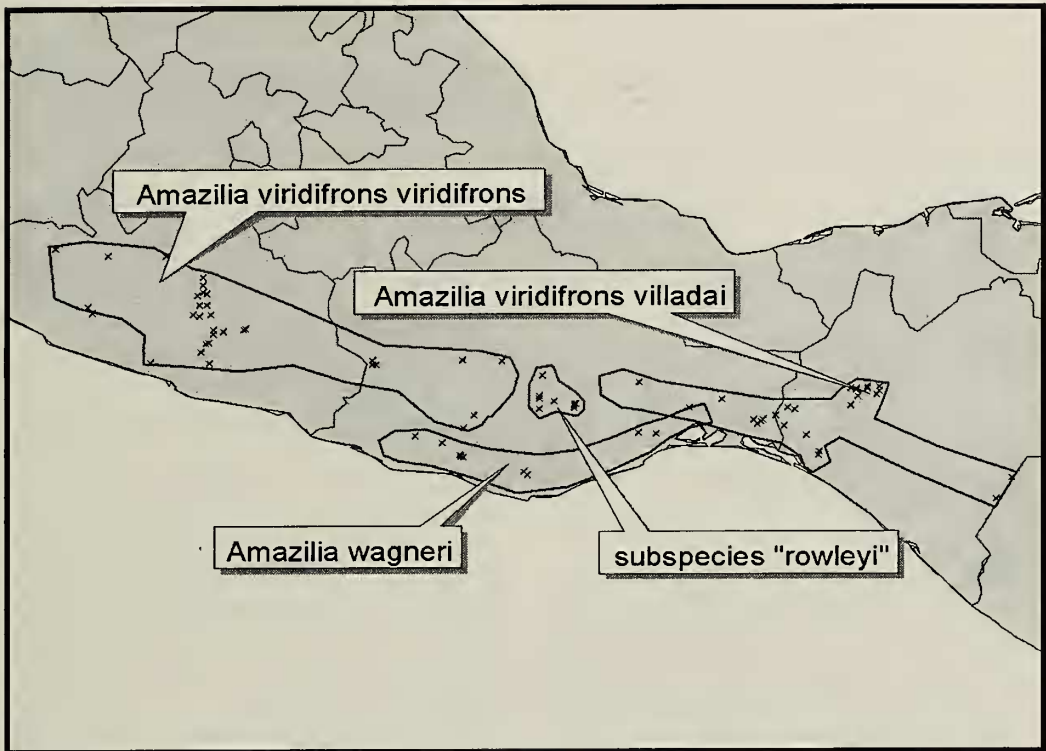 Amazilia viridifrons viridifrons
Amazilia viridifrons villadai
Amazilia wagneri
subspecies "rowleyi"